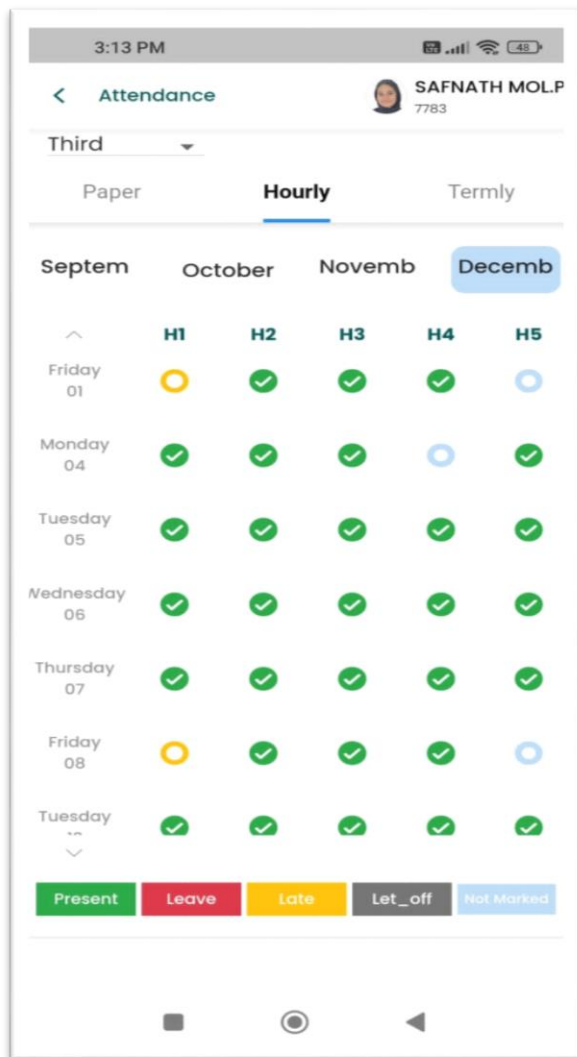 3:13 PM 48
Attendance
SAFNATH MOL.P
7783
Third
Paper Hourly Termly
Septem October Novemb Decemb
H1 H2 H3 H4 H5
Friday
01
Monday
04
Tuesday
05
Wednesday
06
Thursday
07
Friday
08
Tuesday
Present Leave Late Let_off Not Marked